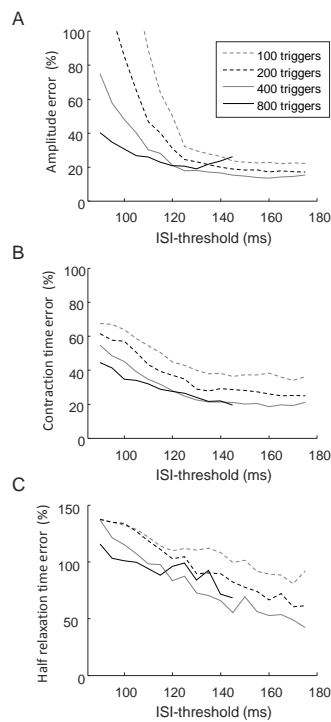 A
Amplitude error (%)
100
80
60
40
20
0
100 120 140 160 180
ISI-threshold (ms)
100 triggers
200 triggers
400 triggers
800 triggers
B
Contraction time error (%)
100
80
60
40
20
0
100 120 140 160 180
ISI-threshold (ms)
C
Half relaxation time error (%)
150
100
50
0
100 120 140 160 180
ISI-threshold (ms)